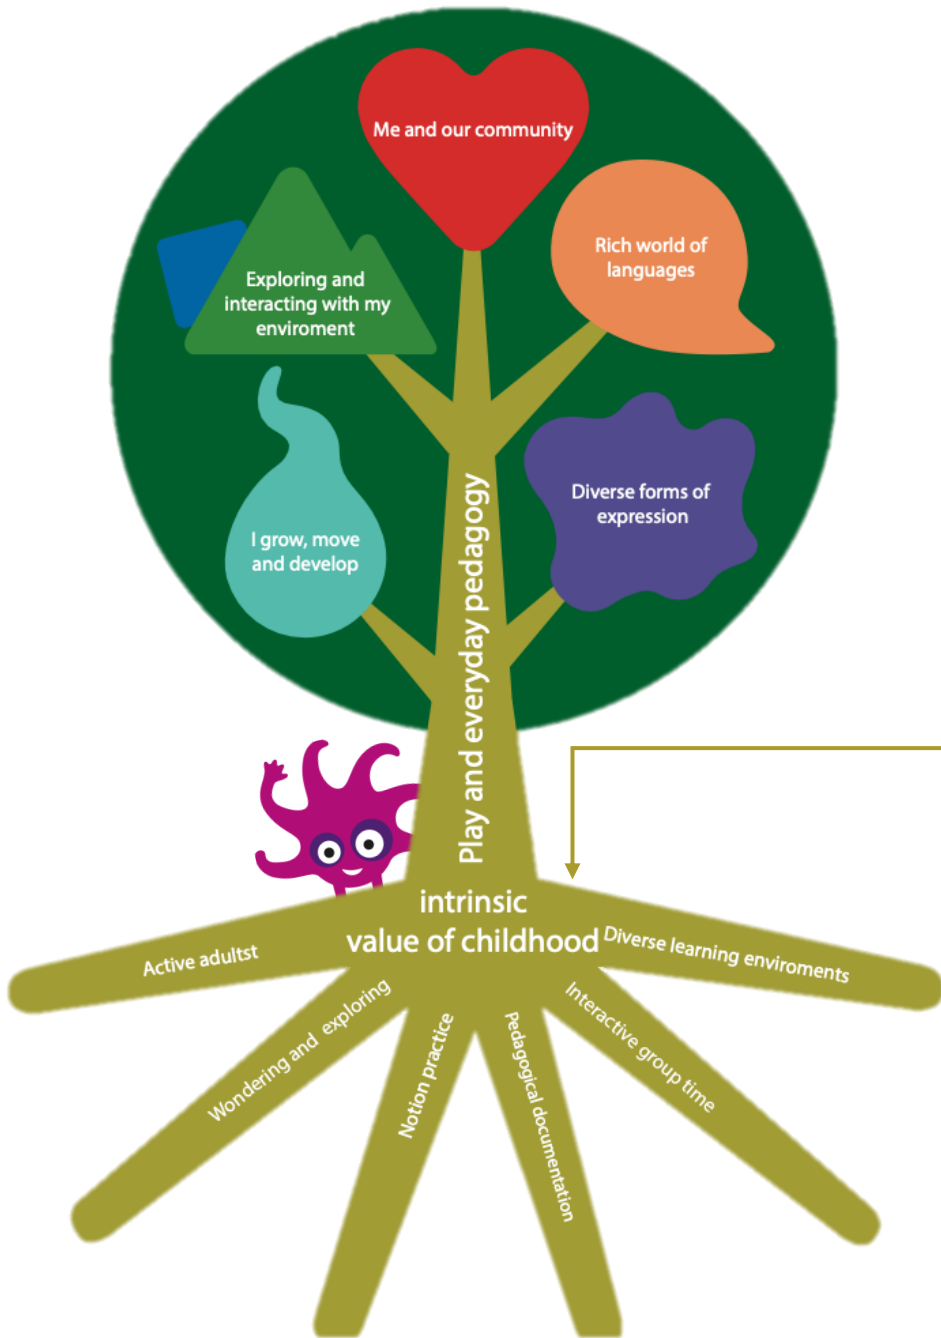 Me and our community
Rich world of
languages
Exploring and
interacting with my
enviroment
Diverse forms of
expression
I grow, move
and develop
Play and everyday pedagogy
intrinsic
value of childhood
Active adultst
Wondering and exploring
Notion practice
Pedagogical documentation
Interactive group time
Diverse learning enviroments